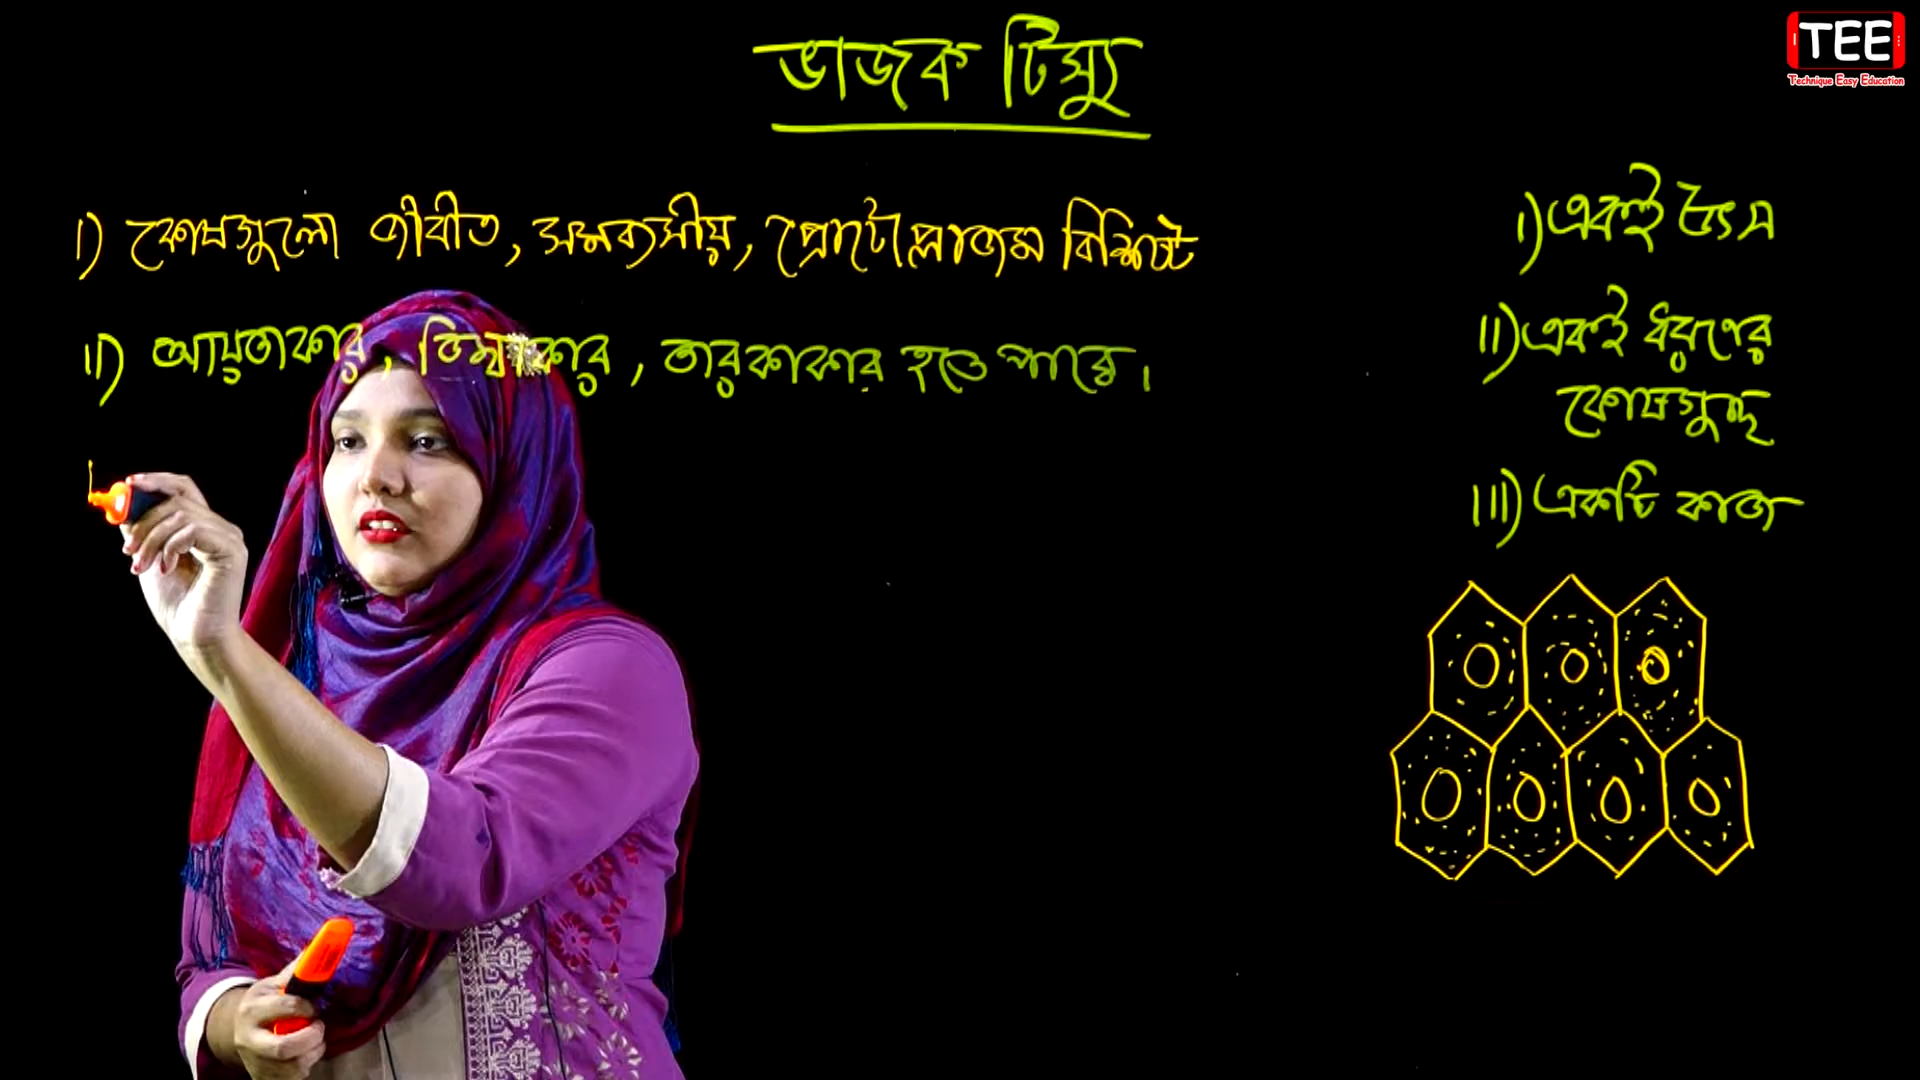 ভাজক টিস্যু
TEE
Technique Easy Education
I) কোষগুলো জীবীত, সমবয়সীয়, প্রোটোপ্লাজম বিশিষ্ট
II) আয়তাকার, ডিম্বাকার, তারকাকার হতে পারে।
I) একই উৎস
II) একই ধরণের
কোষগুচ্ছ
III) একটি কাজ